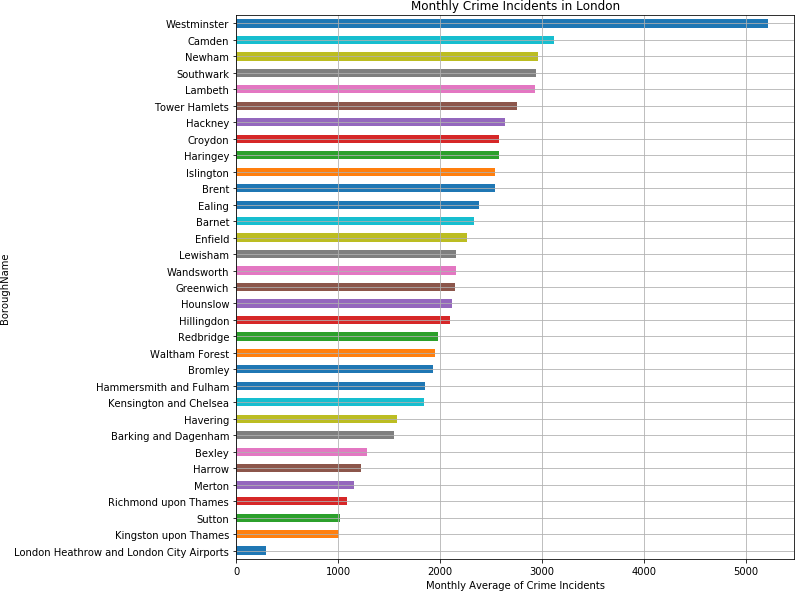 Monthly Crime Incidents in London
BoroughName
Westminster
Camden
Newham
Southwark
Lambeth
Tower Hamlets
Hackney
Croydon
Haringey
Islington
Brent
Ealing
Barnet
Enfield
Lewisham
Wandsworth
Greenwich
Hounslow
Hillingdon
Redbridge
Waltham Forest
Bromley
Hammersmith and Fulham
Kensington and Chelsea
Havering
Barking and Dagenham
Bexley
Harrow
Merton
Richmond upon Thames
Sutton
Kingston upon Thames
London Heathrow and London City Airports
0 1000 2000 3000 4000 5000
Monthly Average of Crime Incidents